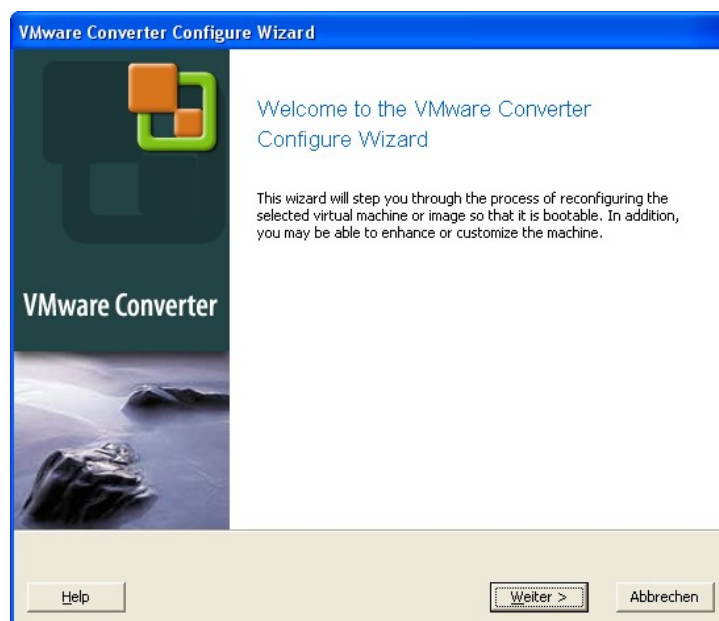 VMware Converter Configure Wizard
Welcome to the VMware Converter
Configure Wizard
This wizard will step you through the process of reconfiguring the
selected virtual machine or image so that it is bootable. In addition,
you may be able to enhance or customize the machine.
VMware Converter
Help
Weiter >
Abbrechen